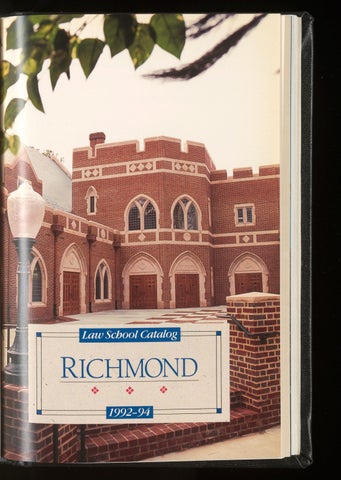 Law School Catalog
RICHMOND
1992-94